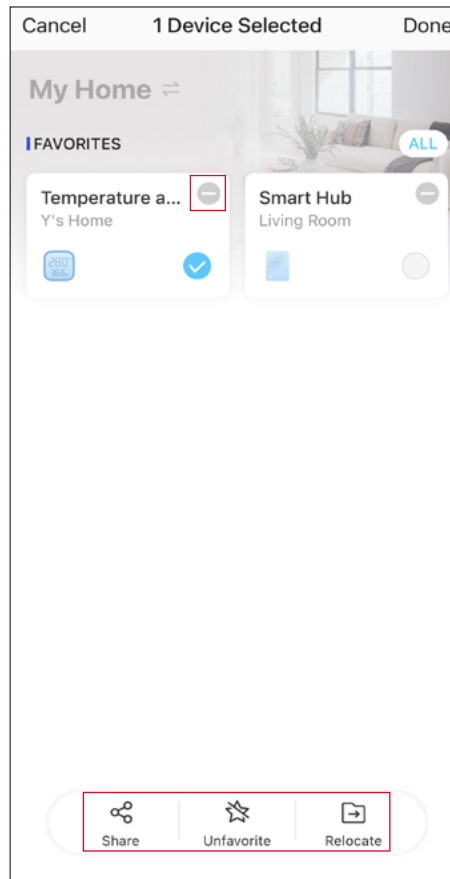 Cancel 1 Device Selected Done
My Home
FAVORITES ALL
Temperature a... Smart Hub
Y's Home Living Room
Share Unfavorite Relocate